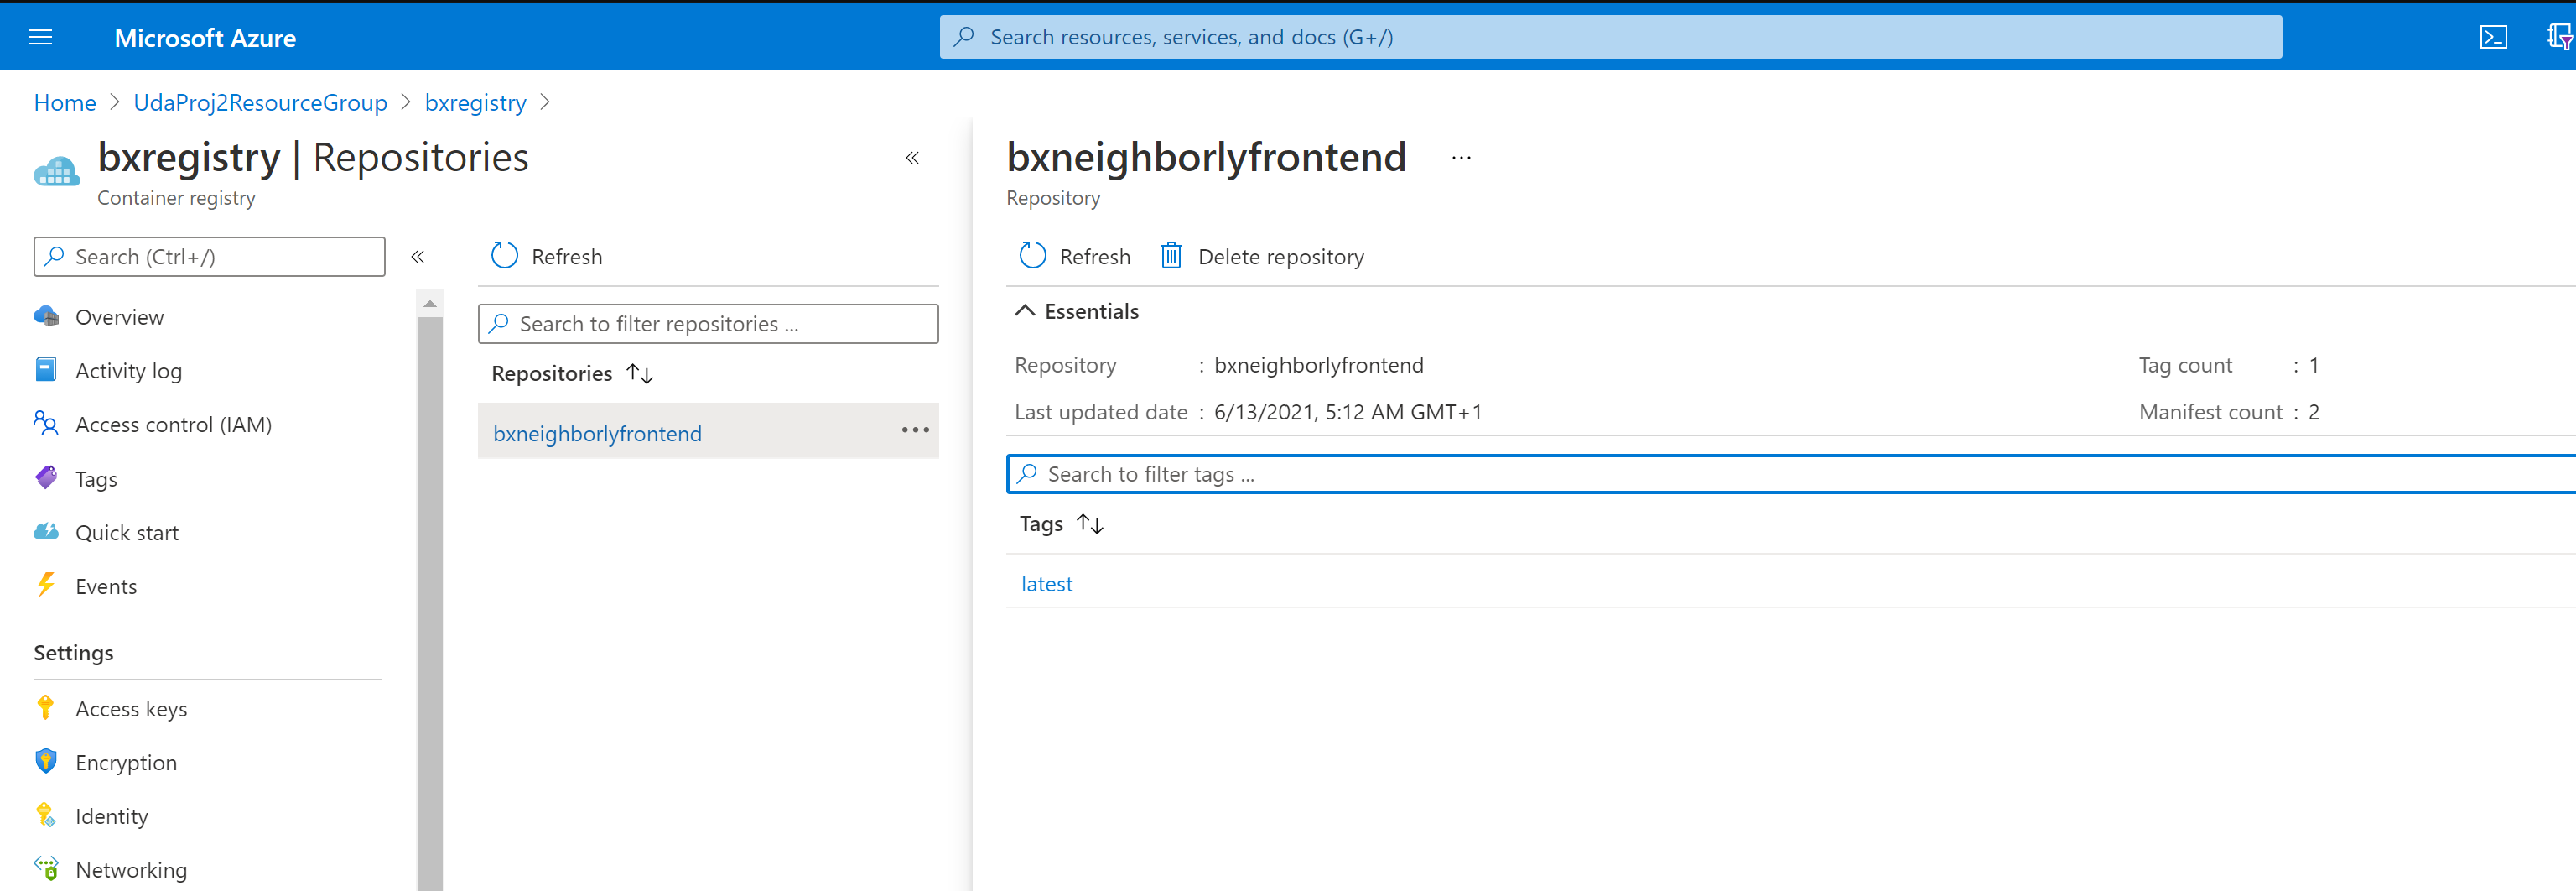 Microsoft Azure
Search resources, services, and docs (G+/)
Home > UdaProj2ResourceGroup > bxregistry >
bxregistry | Repositories
Container registry
Search (Ctrl+/)
Overview
Activity log
Access control (IAM)
Tags
Quick start
Events
Settings
Access keys
Encryption
Identity
Networking
Refresh
Search to filter repositories ...
Repositories
bxneighborlyfrontend
bxneighborlyfrontend
Repository
Refresh Delete repository
Essentials
Repository : bxneighborlyfrontend Tag count : 1
Last updated date : 6/13/2021, 5:12 AM GMT+1 Manifest count : 2
Search to filter tags ...
Tags
latest